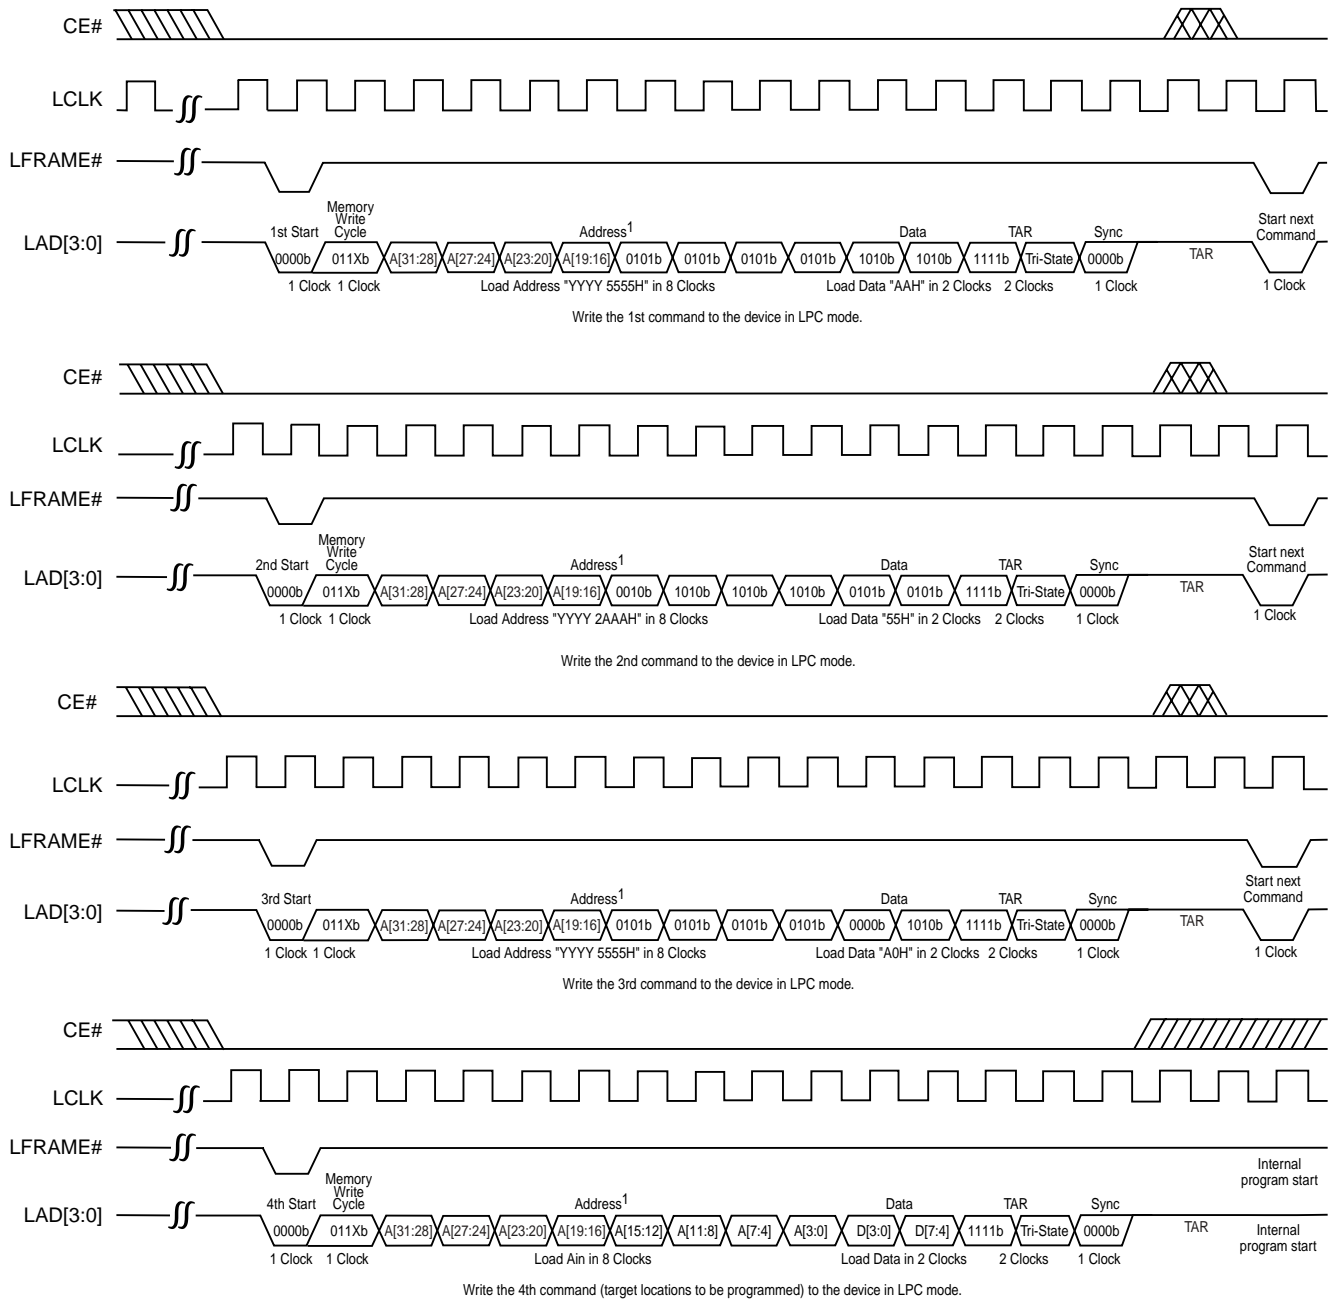 CE#
LCLK
LFRAME#
Memory
Write
Cycle
1st Start Address1 Data TAR Sync Start next
Command
LAD[3:0] 0000b 011Xb A[31:28] A[27:24] A[23:20] A[19:16] 0101b 0101b 0101b 0101b 1010b 1010b 1111b Tri-State 0000b TAR
1 Clock 1 Clock Load Address "YYYY 5555H" in 8 Clocks Load Data "AAH" in 2 Clocks 2 Clocks 1 Clock 1 Clock
Write the 1st command to the device in LPC mode.
CE#
LCLK
LFRAME#
Memory
Write
Cycle
2nd Start Address1 Data TAR Sync Start next
Command
LAD[3:0] 0000b 011Xb A[31:28] A[27:24] A[23:20] A[19:16] 0010b 1010b 1010b 1010b 0101b 0101b 1111b Tri-State 0000b TAR
1 Clock 1 Clock Load Address "YYYY 2AAAH" in 8 Clocks Load Data "55H" in 2 Clocks 2 Clocks 1 Clock 1 Clock
Write the 2nd command to the device in LPC mode.
CE#
LCLK
LFRAME#
3rd Start Address1 Data TAR Sync Start next
Command
LAD[3:0] 0000b 011Xb A[31:28] A[27:24] A[23:20] A[19:16] 0101b 0101b 0101b 0101b 0000b 1010b 1111b Tri-State 0000b TAR
1 Clock 1 Clock Load Address "YYYY 5555H" in 8 Clocks Load Data "A0H" in 2 Clocks 2 Clocks 1 Clock 1 Clock
Write the 3rd command to the device in LPC mode.
CE#
LCLK
LFRAME#
Internal
program start
Memory
Write
Cycle
4th Start Address1 Data TAR Sync
LAD[3:0] 0000b 011Xb A[31:28] A[27:24] A[23:20] A[19:16] A[15:12] A[11:8] A[7:4] A[3:0] D[3:0] D[7:4] 1111b Tri-State 0000b TAR Internal
program start
1 Clock 1 Clock Load Ain in 8 Clocks Load Data in 2 Clocks 2 Clocks 1 Clock
Write the 4th command (target locations to be programmed) to the device in LPC mode.